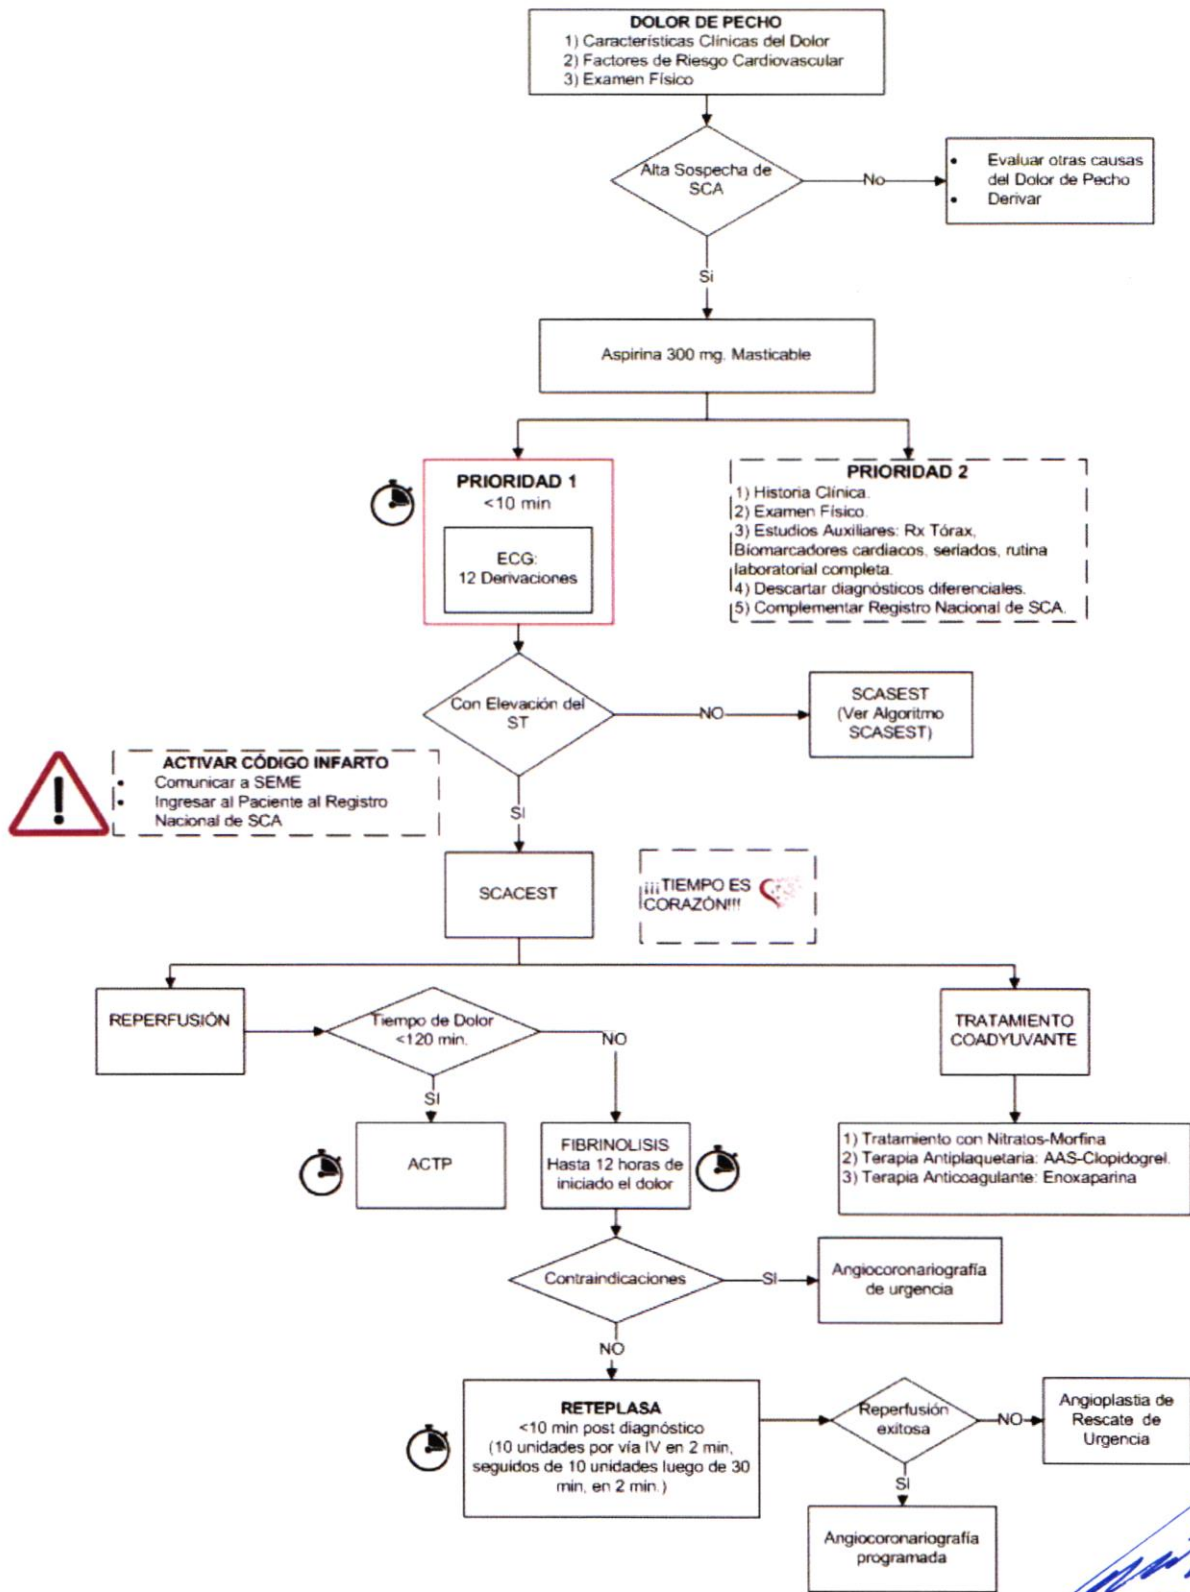 DOLOR DE PECHO
1) Características Clínicas del Dolor
2) Factores de Riesgo Cardiovascular
3) Examen Físico
Alta Sospecha de
SCA
No
• Evaluar otras causas
del Dolor de Pecho
• Derivar
Si
Aspirina 300 mg. Masticable
PRIORIDAD 1
<10 min
ECG:
12 Derivaciones
PRIORIDAD 2
1) Historia Clínica.
2) Examen Físico.
3) Estudios Auxiliares: Rx Tórax,
Biomarcadores cardiacos, seriados, rutina
laboratorial completa.
4) Descartar diagnósticos diferenciales.
5) Complementar Registro Nacional de SCA.
Con Elevación del
ST
NO
SCASEST
(Ver Algoritmo
SCASEST)
!
ACTIVAR CÓDIGO INFARTO
• Comunicar a SEME
• Ingresar al Paciente al Registro
Nacional de SCA
SI
SCACEST
¡¡¡TIEMPO ES
CORAZÓN!!!
REPERFUSIÓN
Tiempo de Dolor
<120 min.
NO
SI
TRATAMIENTO
COADYUVANTE
ACTP
FIBRINOLISIS
Hasta 12 horas de
iniciado el dolor
1) Tratamiento con Nitratos-Morfina
2) Terapia Antiplaquetaria: AAS-Clopidogrel.
3) Terapia Anticoagulante: Enoxaparina
Contraindicaciones
SI
Angiocoronariografía
de urgencia
NO
RETEPLASA
<10 min post diagnóstico
(10 unidades por vía IV en 2 min,
seguidos de 10 unidades luego de 30
min, en 2 min.)
Reperfusión
exitosa
NO
Angioplastia de
Rescate de
Urgencia
SI
Angiocoronariografía
programada